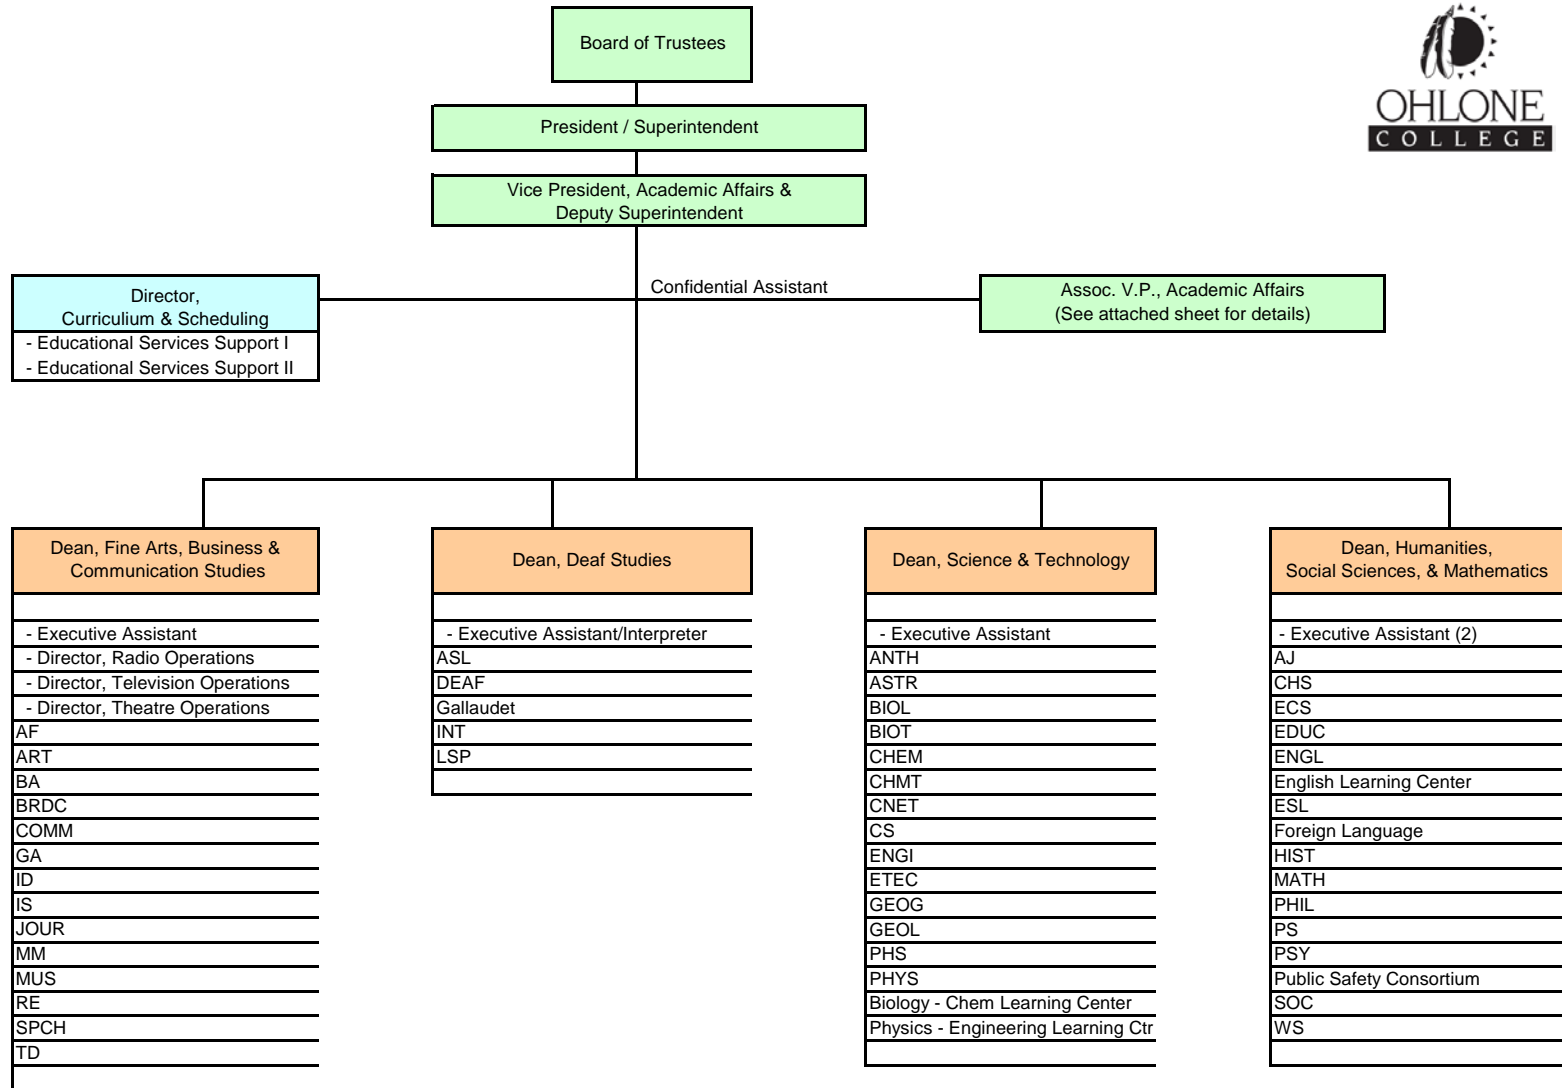 Board of Trustees
OHLONE
COLLEGE
President / Superintendent
Vice President, Academic Affairs &
Deputy Superintendent
Confidential Assistant
Director,
Curriculium & Scheduling
- Educational Services Support I
- Educational Services Support II
Assoc. V.P., Academic Affairs
(See attached sheet for details)
Dean, Fine Arts, Business &
Communication Studies
- Executive Assistant
- Director, Radio Operations
- Director, Television Operations
- Director, Theatre Operations
AF
ART
BA
BRDC
COMM
GA
ID
IS
JOUR
MM
MUS
RE
SPCH
TD
Dean, Deaf Studies
- Executive Assistant/Interpreter
ASL
DEAF
Gallaudet
INT
LSP
Dean, Science & Technology
- Executive Assistant
ANTH
ASTR
BIOL
BIOT
CHEM
CHMT
CNET
CS
ENGI
ETEC
GEOG
GEOL
PHS
PHYS
Biology - Chem Learning Center
Physics - Engineering Learning Ctr
Dean, Humanities,
Social Sciences, & Mathematics
- Executive Assistant (2)
AJ
CHS
ECS
EDUC
ENGL
English Learning Center
ESL
Foreign Language
HIST
MATH
PHIL
PS
PSY
Public Safety Consortium
SOC
WS